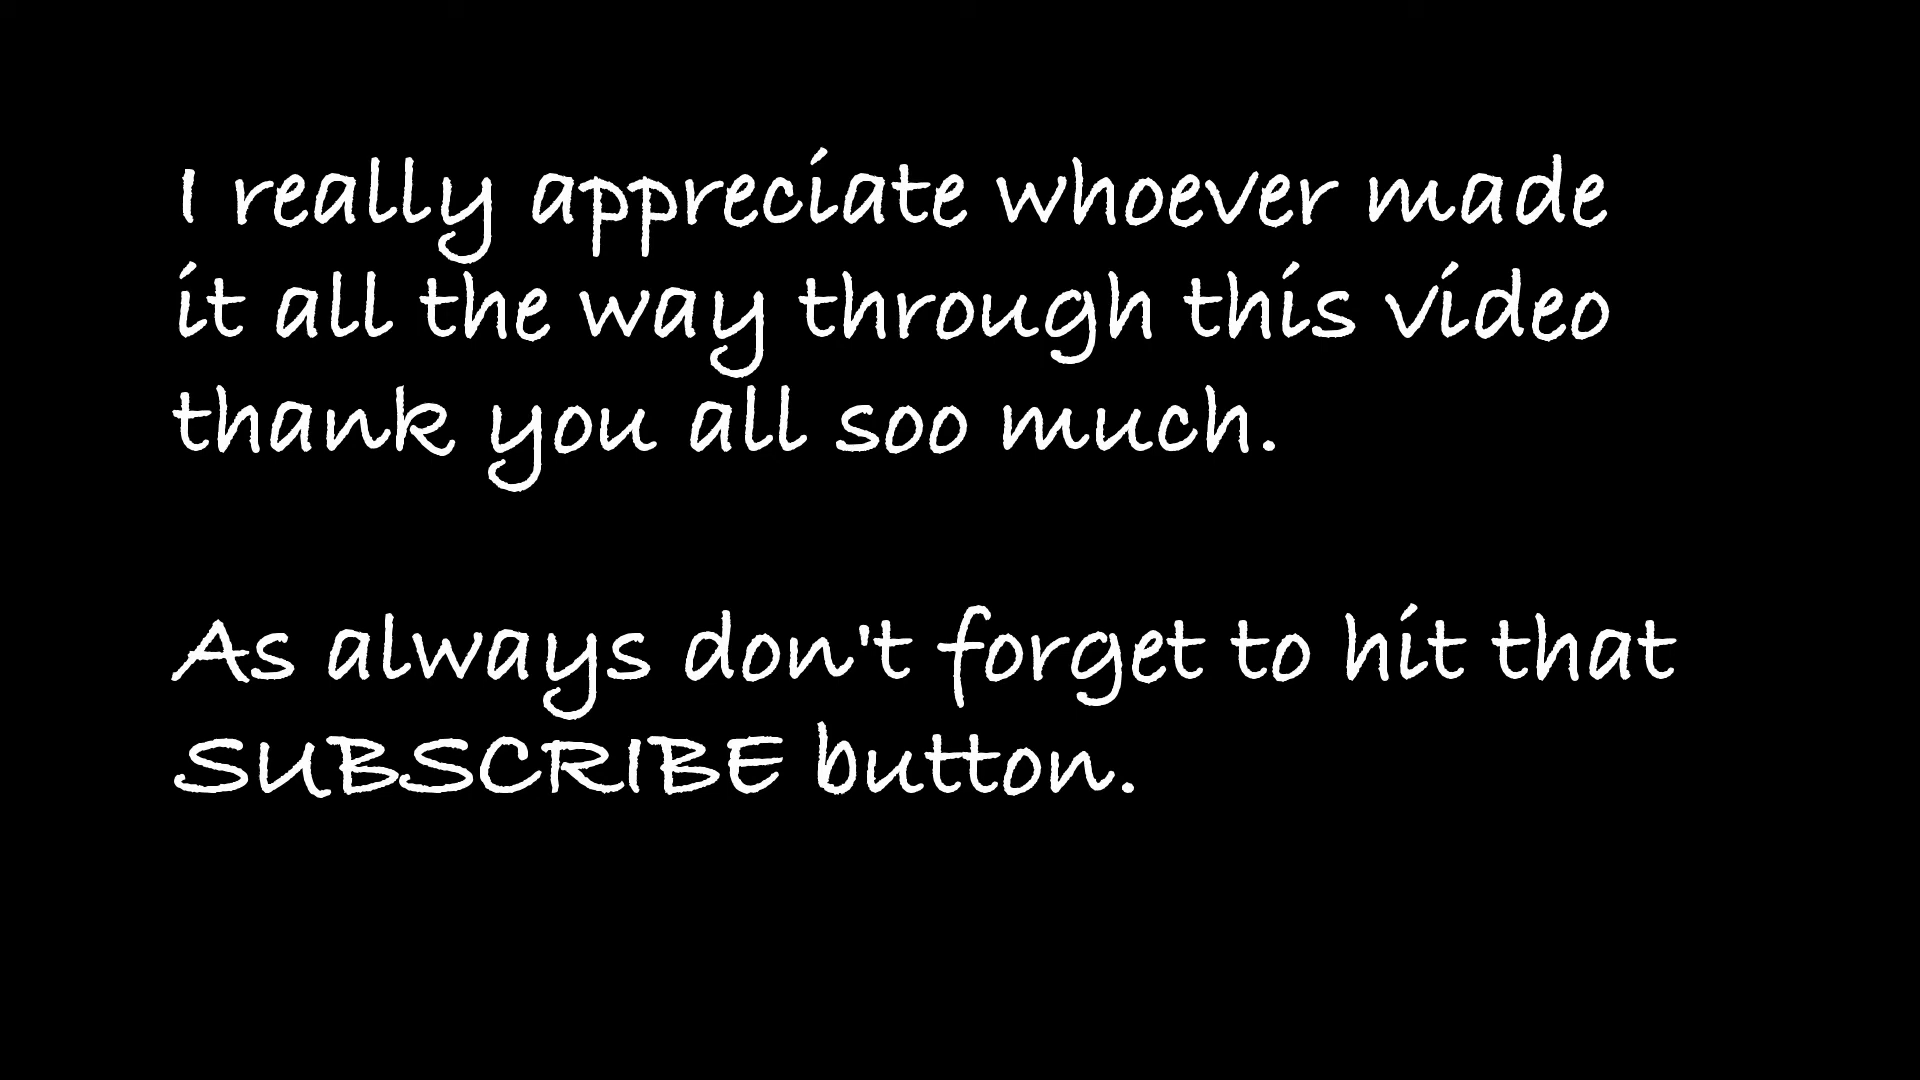 I really appreciate whoever made
it all the way through this video
thank you all soo much.
As always don't forget to hit that
SUBSCRIBE button.